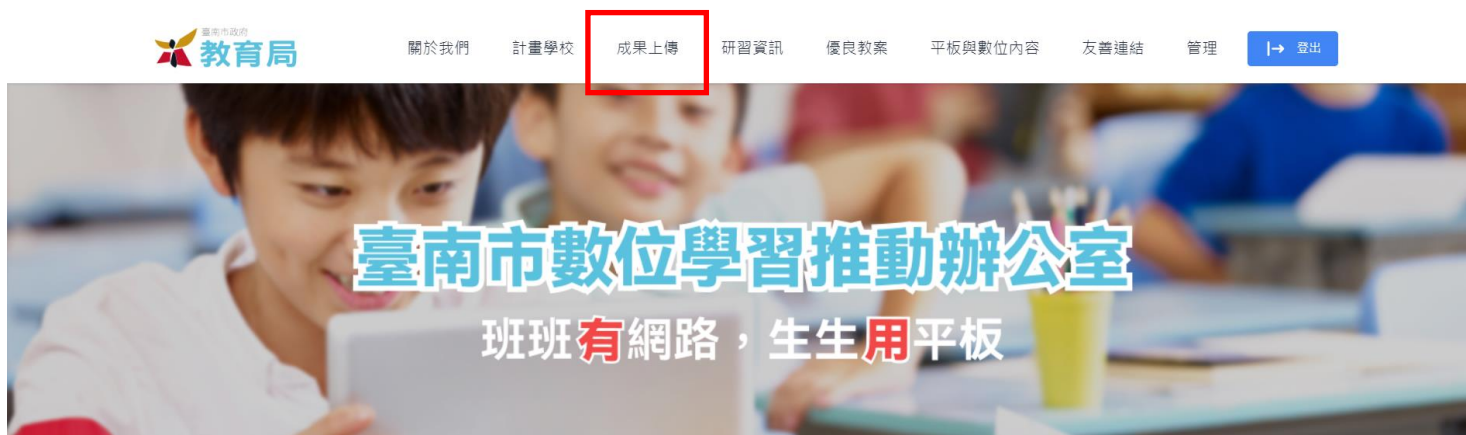 臺南市政府
教育局
關於我們 計畫學校 成果上傳 研習資訊 優良教案 平板與數位內容 友善連結 管理 登出
臺南市數位學習推動辦公室
班班有網路，生生用平板